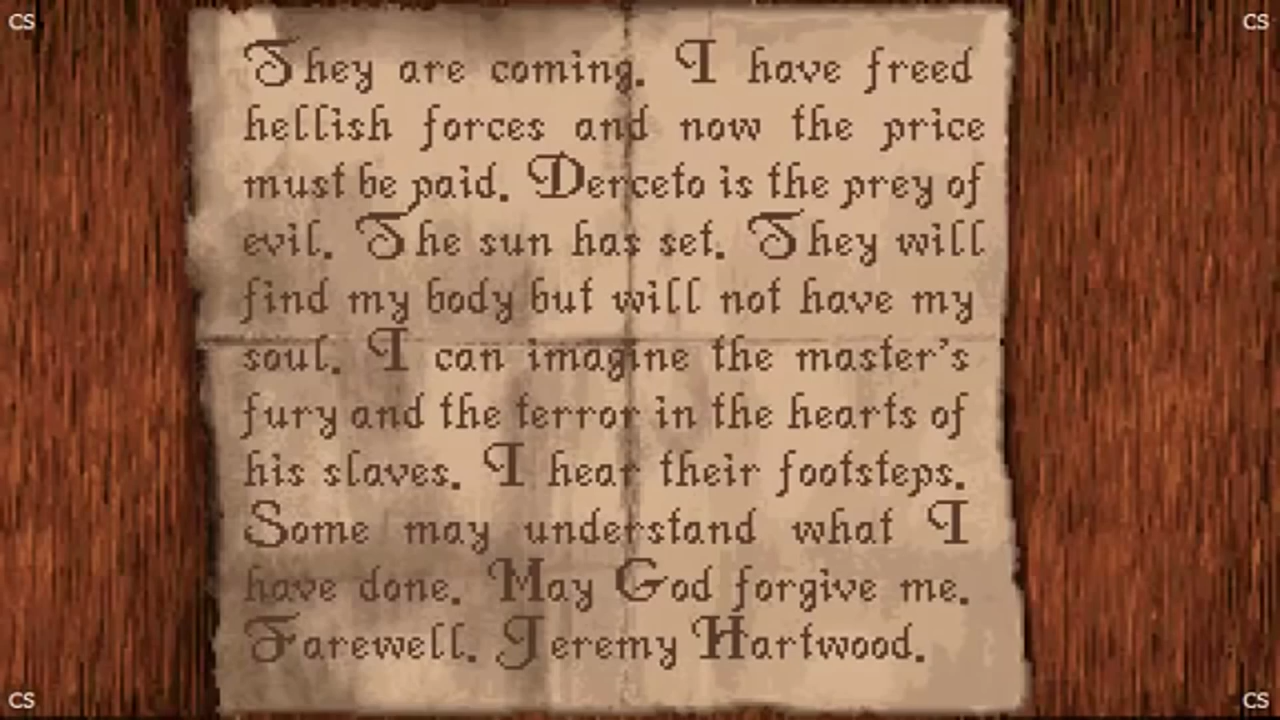 CS CS
They are coming. I have freed
hellish forces and now the price
must be paid. Derceto is the prey of
evil. The sun has set. They will
find my body but will not have my
soul. I can imagine the master's
fury and the terror in the hearts of
his slaves. I hear their footsteps.
Some may understand what I
have done. May God forgive me.
Farewell. Jeremy Hartwood.
CS CS